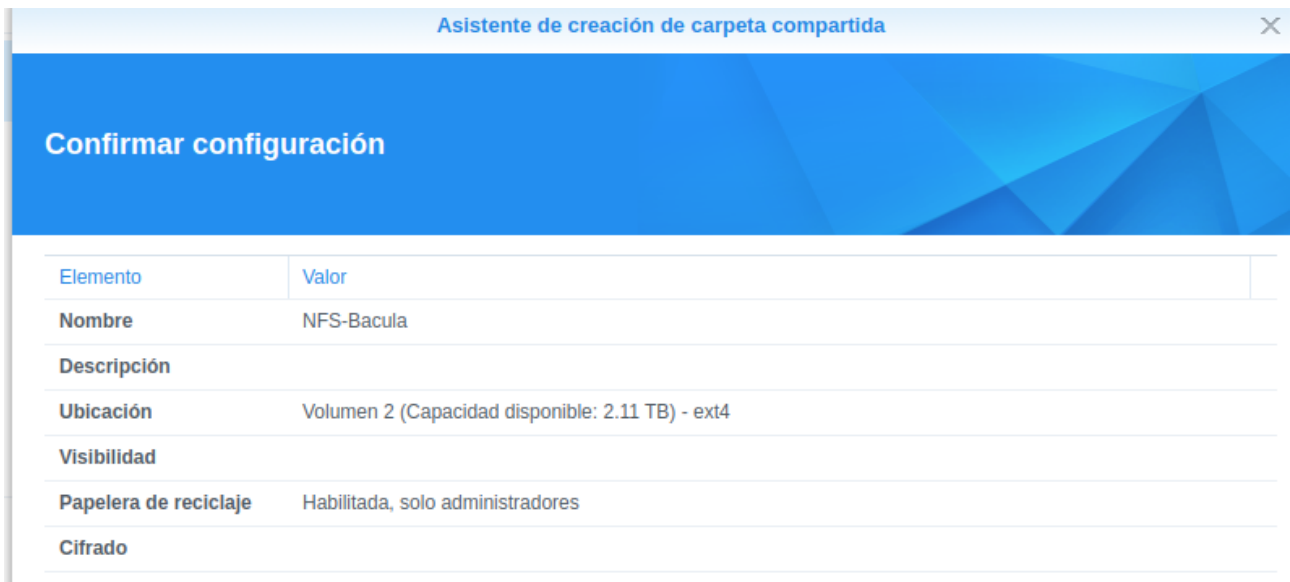 Asistente de creación de carpeta compartida
Confirmar configuración
Elemento Valor
Nombre NFS-Bacula
Descripción
Ubicación Volumen 2 (Capacidad disponible: 2.11 TB) - ext4
Visibilidad
Papelera de reciclaje Habilitada, solo administradores
Cifrado